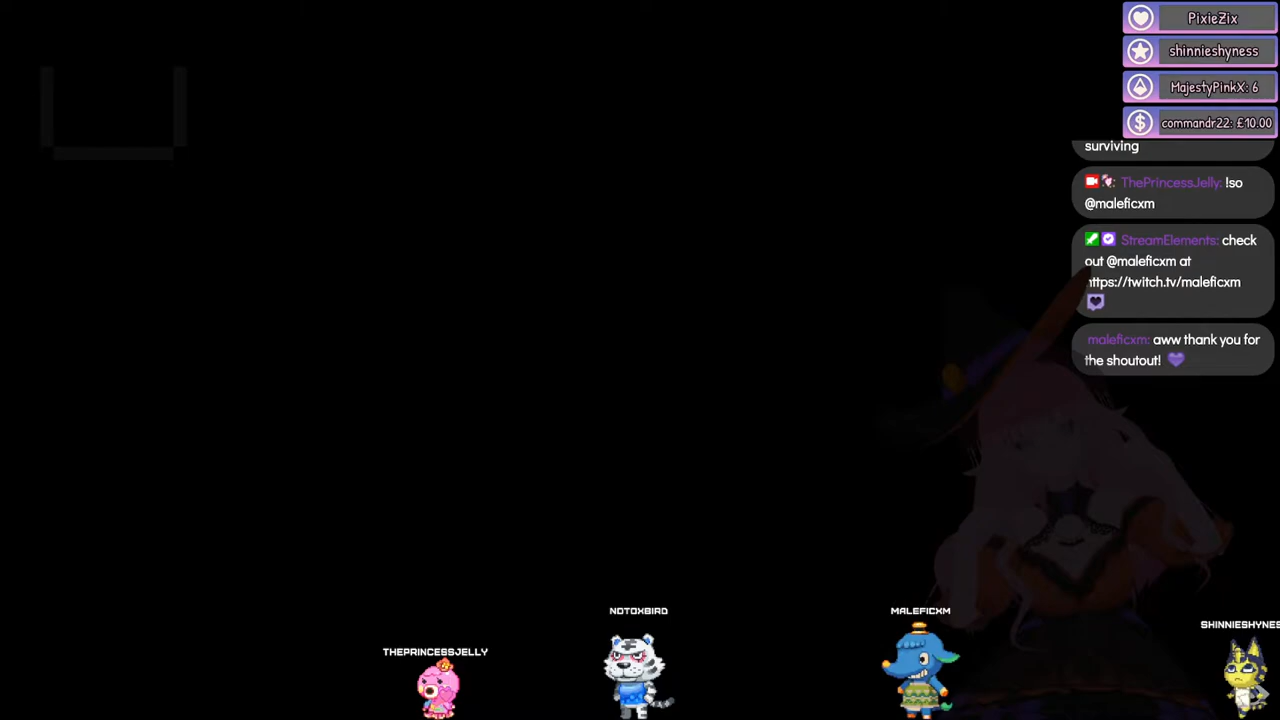 PixieZix
shinnieshyness
MajestyPinkX: 6
commandr22: £10.00
surviving
ThePrincessJelly: !so
@maleficxm
StreamElements: check
out @maleficxm at
https://twitch.tv/maleficxm
maleficxm: aww thank you for
the shoutout!
NOTOXBIRD
MALEFICXM
SHINNIESHYNES
THEPRINCESSJELLY